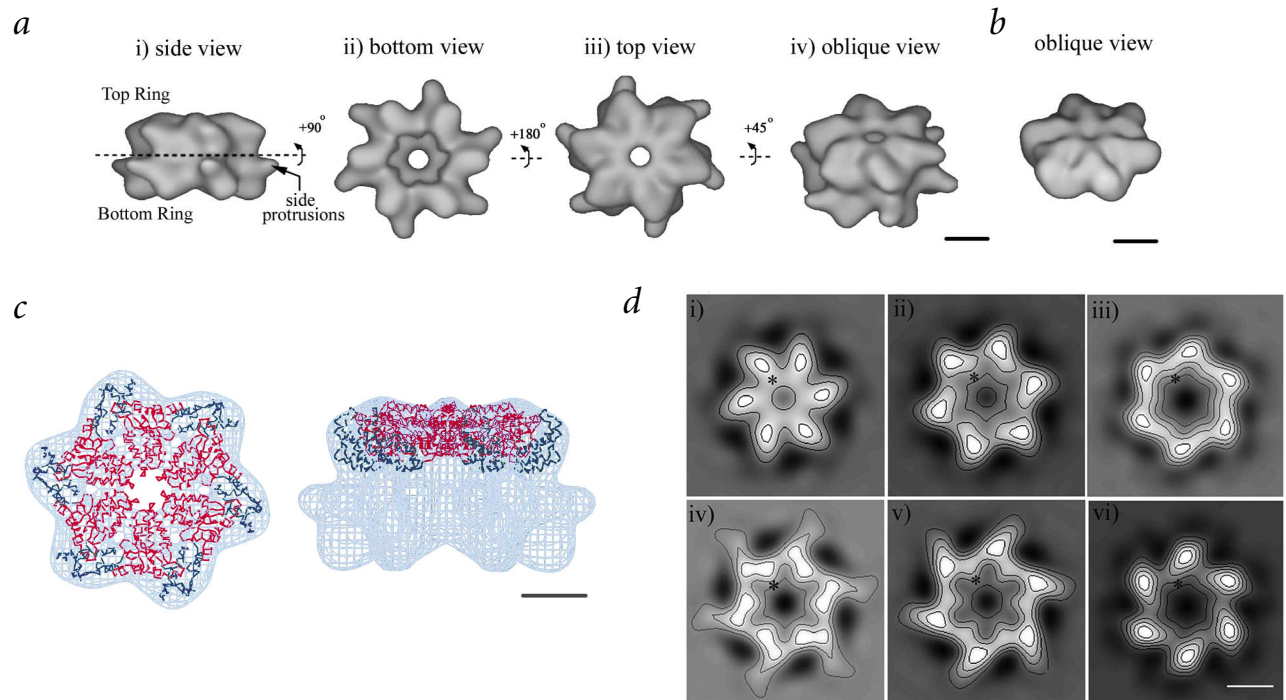 a
b
i) side view
ii) bottom view
iii) top view
iv) oblique view
oblique view
Top Ring
+90°
+180°
+45°
side
protrusions
Bottom Ring
c
d
i)
ii)
iii)
*
*
*
iv)
v)
vi)
*
*
*